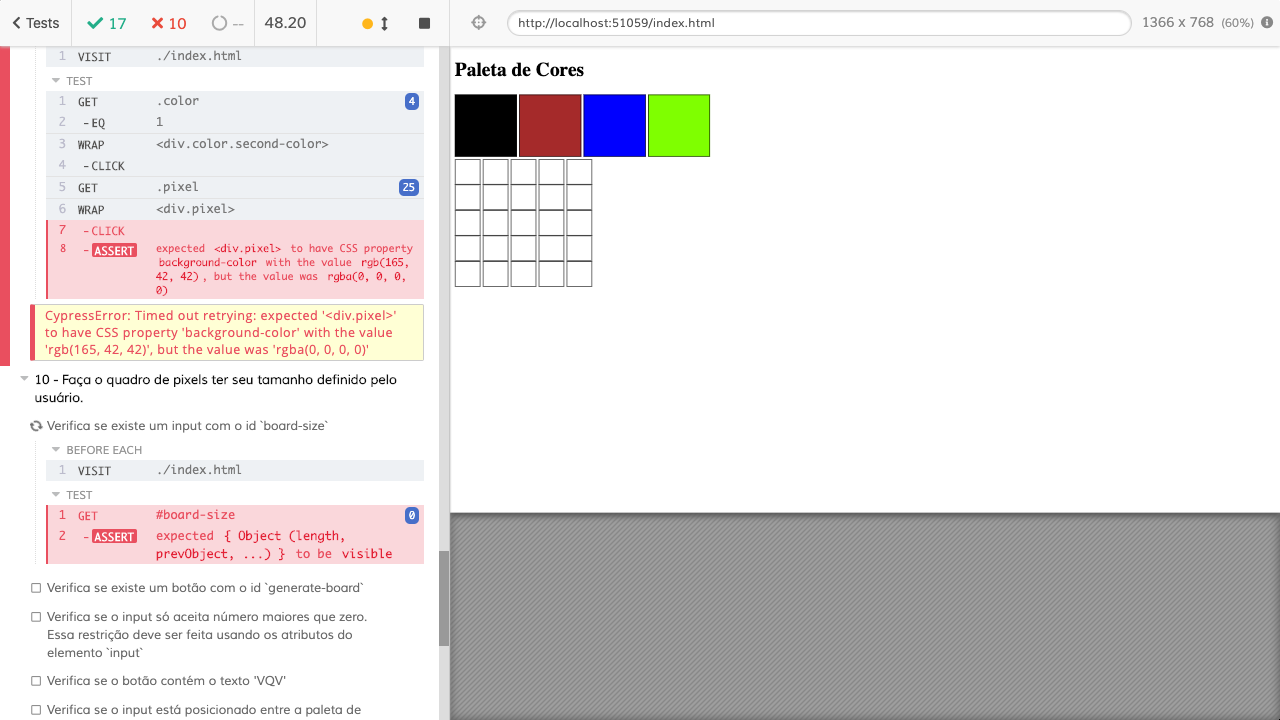 Tests 17 10 -- 48.20 http://localhost:51059/index.html 1366 x 768 (60%)
1 VISIT ./index.html
TEST
1 GET .color 4
2 -EQ 1
3 WRAP <div.color.second-color>
4 -CLICK
5 GET .pixel 25
6 WRAP <div.pixel>
7 -CLICK
8 -ASSERT expected <div.pixel> to have CSS property
background-color with the value rgb(165,
42, 42), but the value was rgba(0, 0, 0,
0)
CypressError: Timed out retrying: expected '<div.pixel>'
to have CSS property 'background-color' with the value
'rgb(165, 42, 42)', but the value was 'rgba(0, 0, 0, 0)'
10 - Faça o quadro de pixels ter seu tamanho definido pelo
usuário.
Verifica se existe um input com o id `board-size`
BEFORE EACH
1 VISIT ./index.html
TEST
1 GET #board-size 0
2 -ASSERT expected { Object (length,
prevObject, ...) } to be visible
Verifica se existe um botão com o id `generate-board`
Verifica se o input só aceita número maiores que zero.
Essa restrição deve ser feita usando os atributos do
elemento `input`
Verifica se o botão contém o texto 'VQV'
Verifica se o input está posicionado entre a paleta de
Paleta de Cores